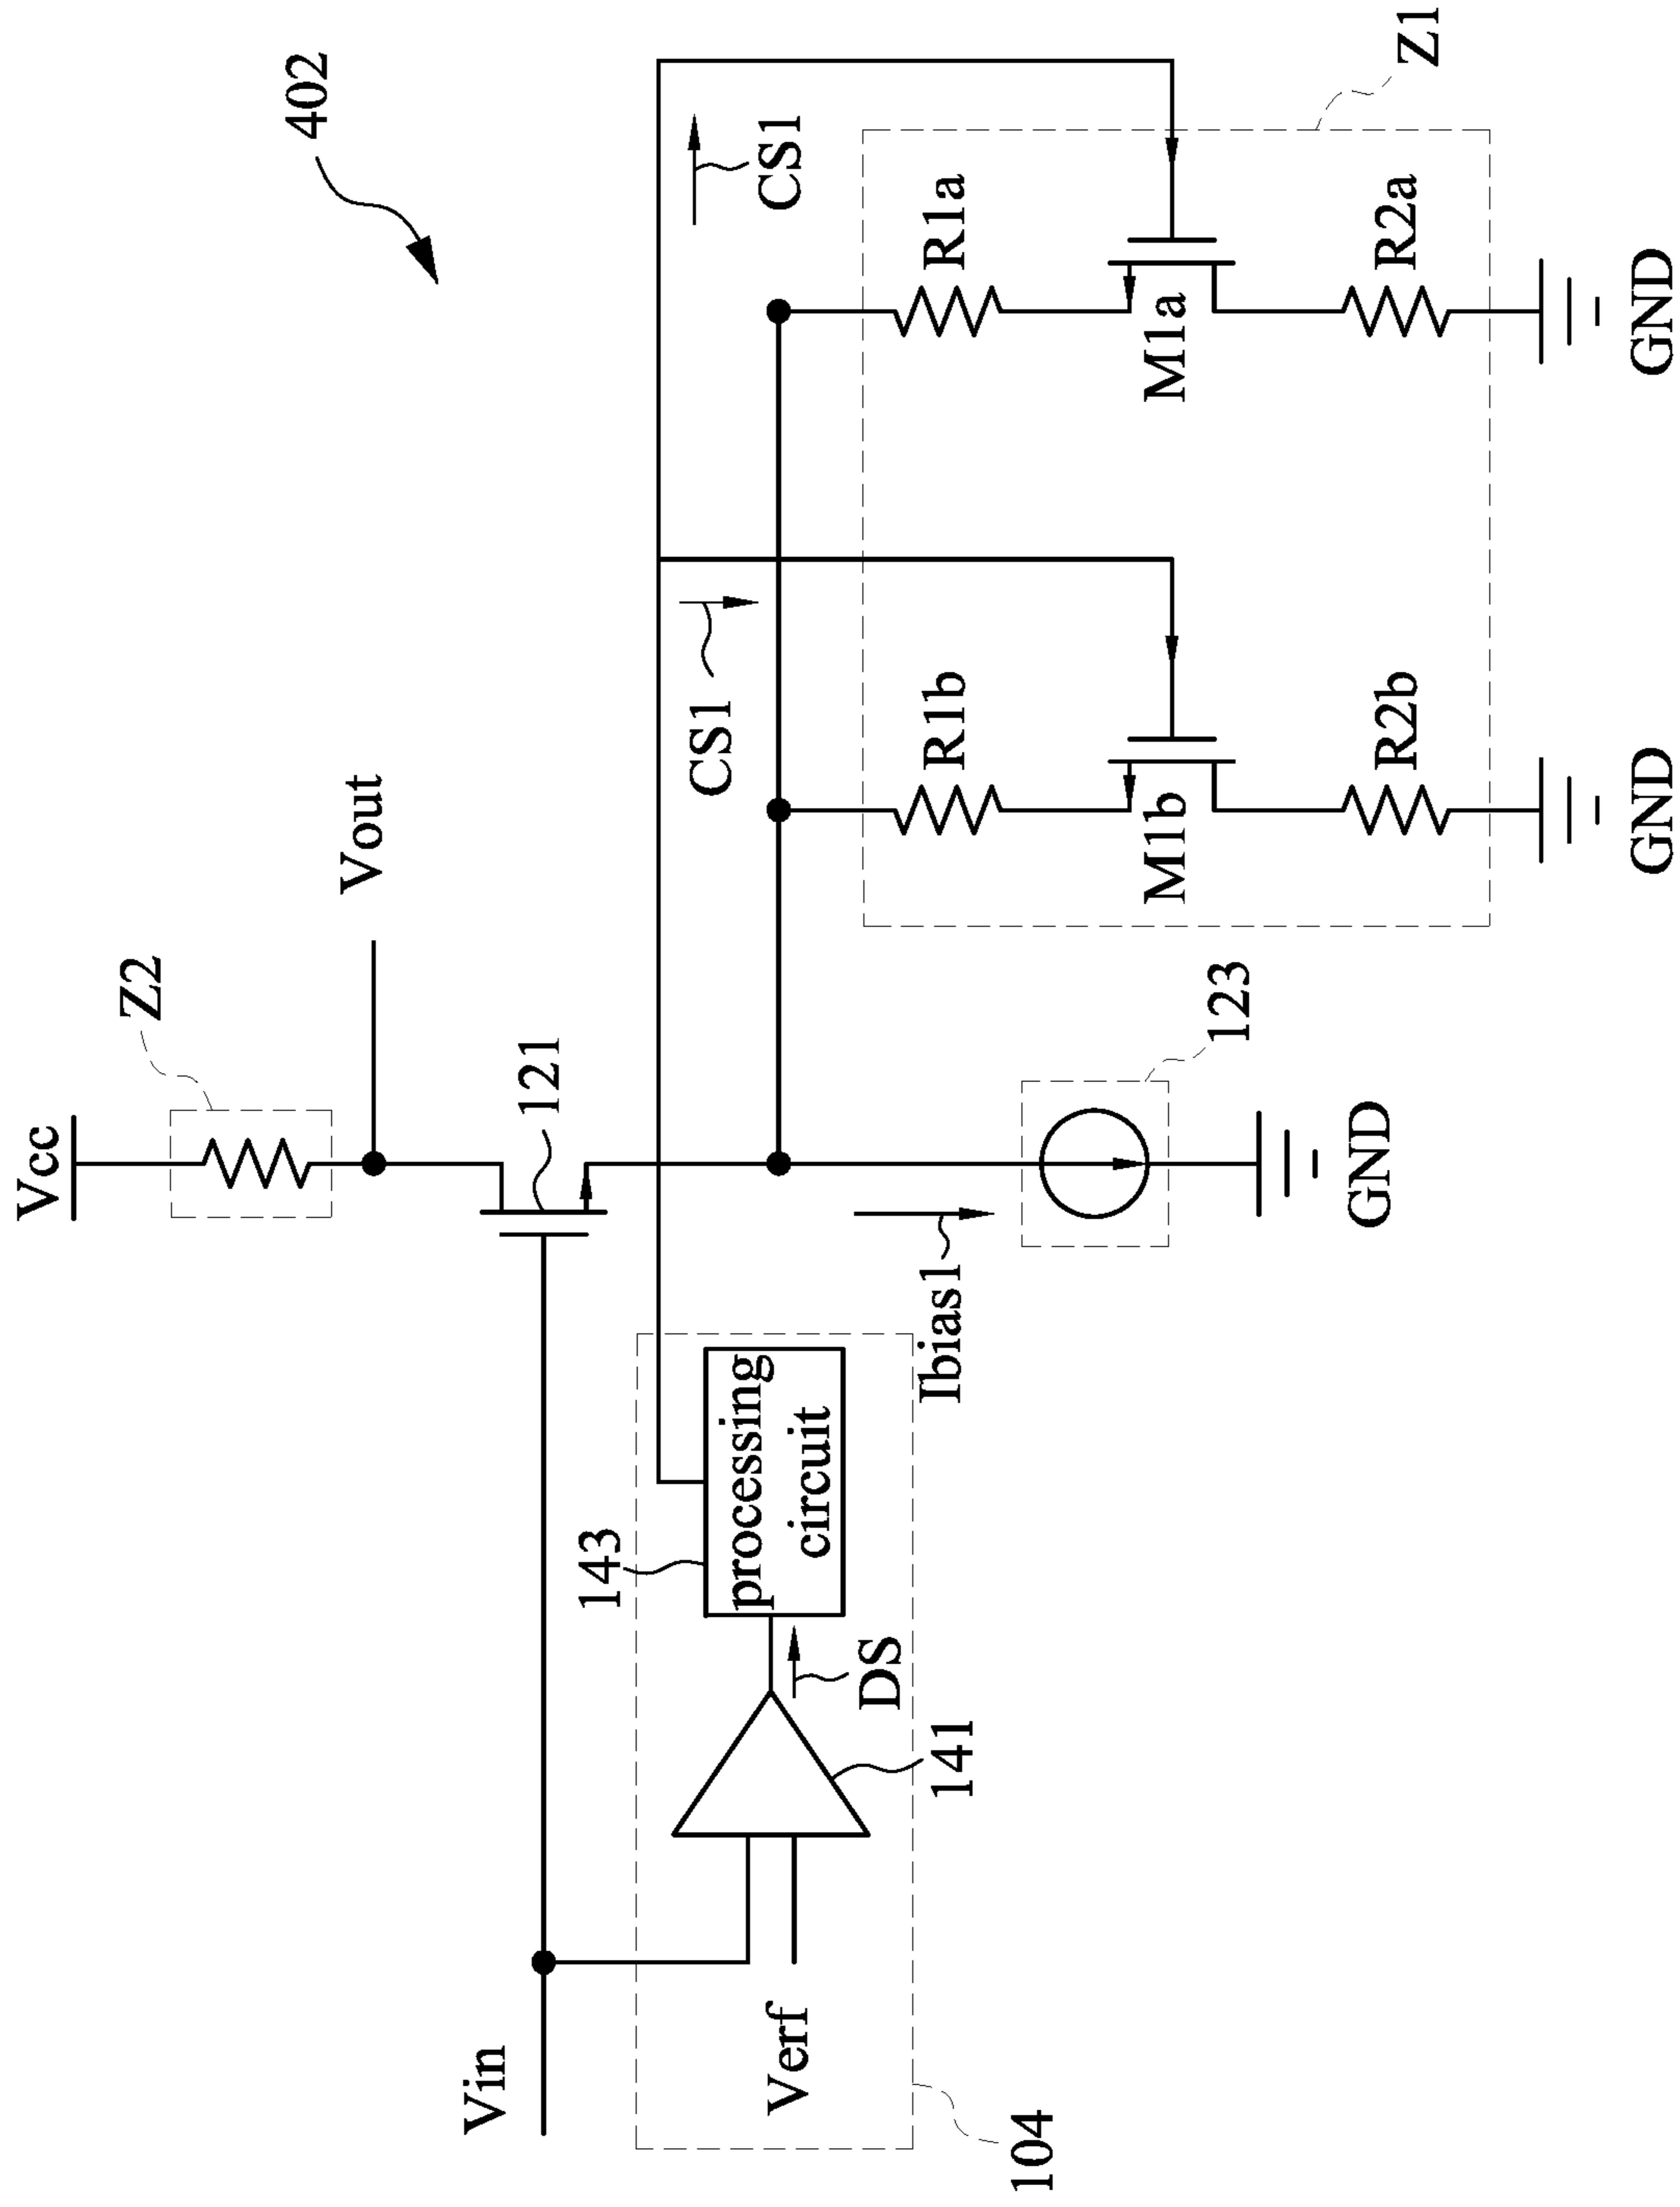 402
Vcc
Z2
Vout
Vin
121
CS1
CS1
143
processing
circuit
R1b
R1a
DS
Verf
141
Ibias1
M1b
M1a
104
123
R2b
R2a
Z1
GND
GND
GND